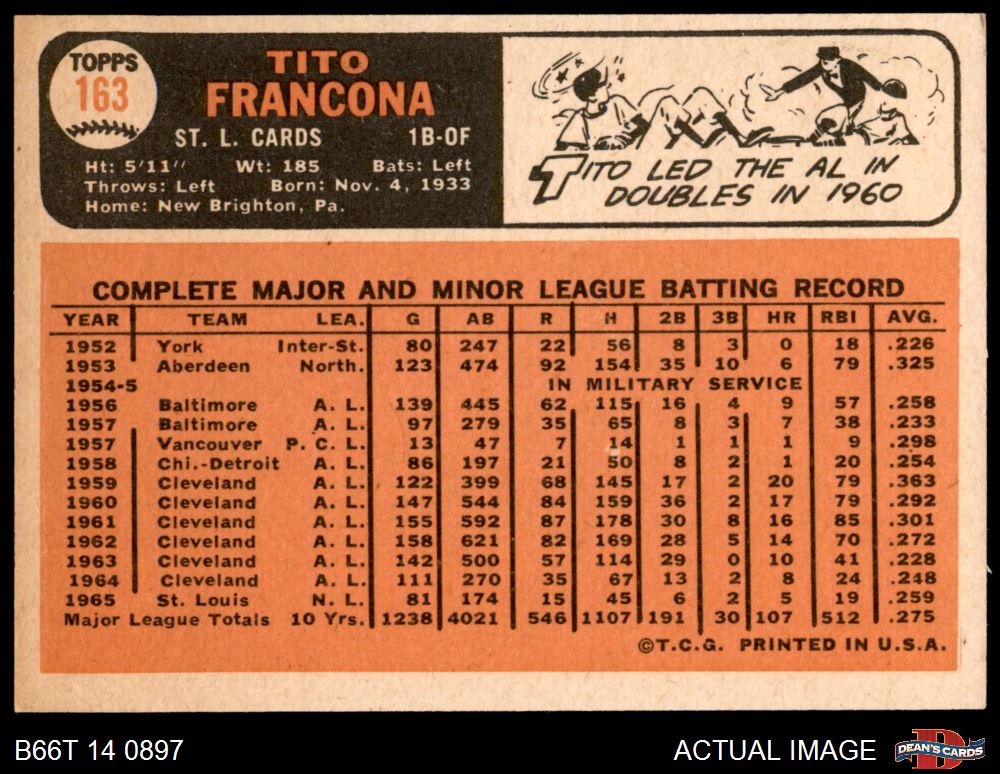 TOPPS
163
TITO
FRANCONA
ST. L. CARDS 1B-OF
Ht: 5'11" Wt: 185 Bats: Left
Throws: Left Born: Nov. 4, 1933
Home: New Brighton, Pa.
TITO LED THE AL IN
DOUBLES IN 1960
COMPLETE MAJOR AND MINOR LEAGUE BATTING RECORD
YEAR TEAM LEA. G AB R H 2B 3B HR RBI AVG.
1952 York Inter-St. 80 247 22 56 8 3 0 18 .226
1953 Aberdeen North. 123 474 92 154 35 10 6 79 .325
1954-5 IN MILITARY SERVICE
1956 Baltimore A. L. 139 445 62 115 16 4 9 57 .258
1957 Baltimore A. L. 97 279 35 65 8 3 7 38 .233
1957 Vancouver P. C. L. 13 47 7 14 1 1 1 9 .298
1958 Chi.-Detroit A. L. 86 197 21 50 8 2 1 20 .254
1959 Cleveland A. L. 122 399 68 145 17 2 20 79 .363
1960 Cleveland A. L. 147 544 84 159 36 2 17 79 .292
1961 Cleveland A. L. 155 592 87 178 30 8 16 85 .301
1962 Cleveland A. L. 158 621 82 169 28 5 14 70 .272
1963 Cleveland A. L. 142 500 57 114 29 0 10 41 .228
1964 Cleveland A. L. 111 270 35 67 13 2 8 24 .248
1965 St. Louis N. L. 81 174 15 45 6 2 5 19 .259
Major League Totals 10 Yrs. 1238 4021 546 1107 191 30 107 512 .275
©T.C.G. PRINTED IN U.S.A.
B66T 14 0897
ACTUAL IMAGE
DEAN'S CARDS